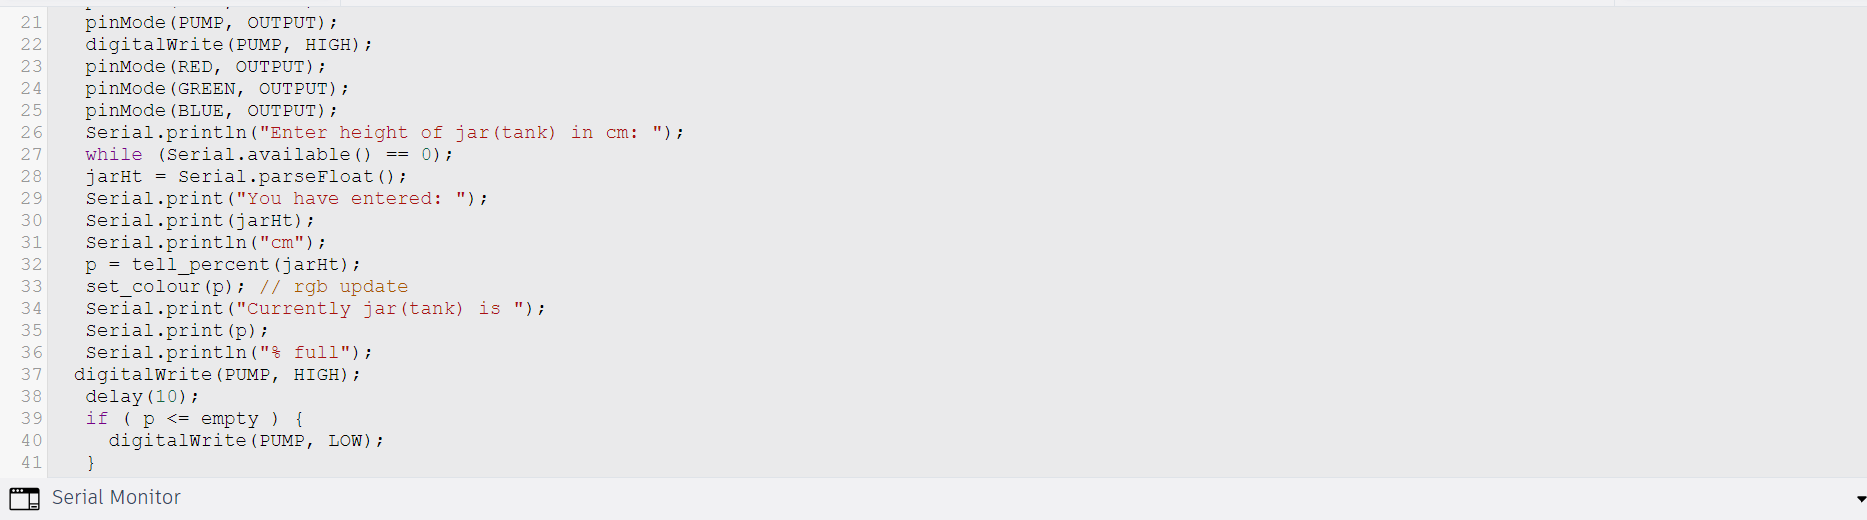 21 pinMode(PUMP, OUTPUT);
22 digitalWrite(PUMP, HIGH);
23 pinMode(RED, OUTPUT);
24 pinMode(GREEN, OUTPUT);
25 pinMode(BLUE, OUTPUT);
26 Serial.println("Enter height of jar(tank) in cm: ");
27 while (Serial.available() == 0);
28 jarHt = Serial.parseFloat();
29 Serial.print("You have entered: ");
30 Serial.print(jarHt);
31 Serial.println("cm");
32 p = tell_percent(jarHt);
33 set_colour(p); // rgb update
34 Serial.print("Currently jar(tank) is ");
35 Serial.print(p);
36 Serial.println("% full");
37 digitalWrite(PUMP, HIGH);
38 delay(10);
39 if ( p <= empty ) {
40 digitalWrite(PUMP, LOW);
41 }
Serial Monitor